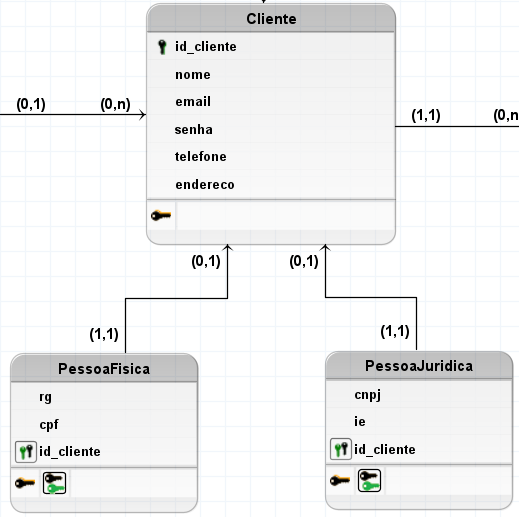 Cliente
id_cliente
nome
email
senha
telefone
endereco
(0,1)
(0,n)
(1,1)
(0,n
(0,1)
(0,1)
(1,1)
(1,1)
PessoaFisica
rg
cpf
id_cliente
PessoaJuridica
cnpj
ie
id_cliente